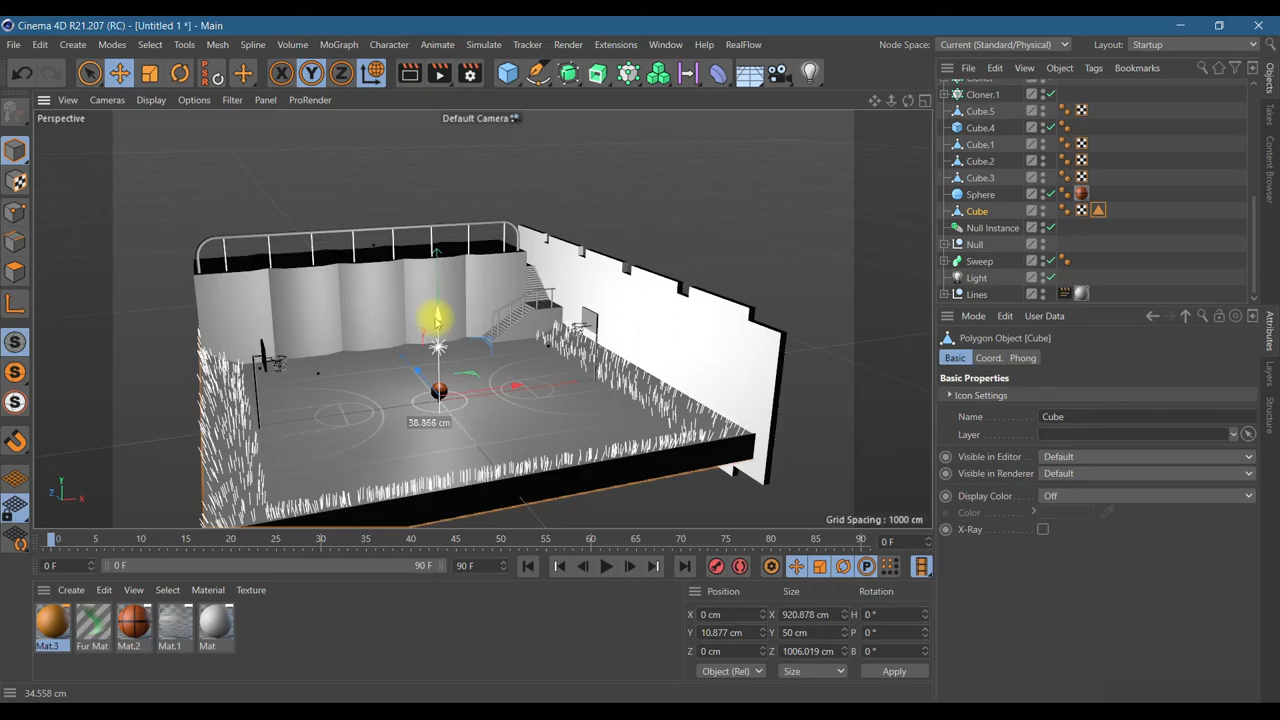 Cinema 4D R21.207 (RC) - [Untitled 1 *] - Main
File Edit Create Modes Select Tools Mesh Spline Volume MoGraph Character Animate Simulate Tracker Render Extensions Window Help RealFlow Node Space: Current (Standard/Physical) Layout: Startup
X Y Z
File Edit View Object Tags Bookmarks
View Cameras Display Options Filter Panel ProRender
Cloner.1
Perspective
Default Camera
Cube.5
Cube.4
Cube.1
Cube.2
Cube.3
Sphere
Cube
Null Instance
Null
Sweep
Light
Lines
Objects
Takes
Content Browser
Mode Edit User Data
Polygon Object [Cube]
Basic Coord. Phong
Basic Properties
Icon Settings
Name Cube
Layer
Visible in Editor Default
Visible in Renderer Default
Display Color Off
Color
X-Ray
Attributes
Layers
Structure
38.866 cm
Y
Z X
Grid Spacing : 1000 cm
0 5 10 15 20 25 30 35 40 45 50 55 60 65 70 75 80 85 90 0 F
0 F 0 F 90 F 90 F
Create Edit View Select Material Texture
Mat.3 Fur Mat Mat.2 Mat.1 Mat
Position Size Rotation
X 0 cm X 920.878 cm H 0 °
Y 10.877 cm Y 50 cm P 0 °
Z 0 cm Z 1006.019 cm B 0 °
Object (Rel) Size Apply
34.558 cm